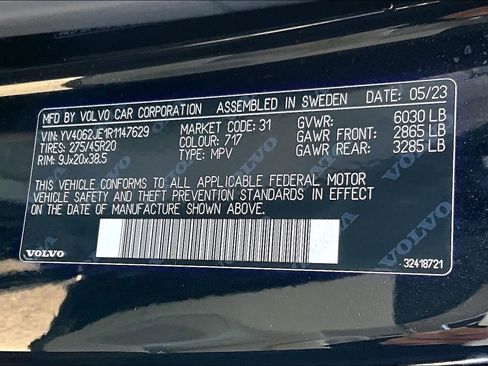 MFD BY VOLVO CAR CORPORATION ASSEMBLED IN SWEDEN DATE: 05/23
VIN: YV4062JE1R1147629 MARKET CODE: 31 GVWR: 6030 LB
TIRES: 275/45R20 COLOUR: 717 GAWR FRONT: 2865 LB
RIM: 9Jx20x38.5 TYPE: MPV GAWR REAR: 3285 LB
THIS VEHICLE CONFORMS TO ALL APPLICABLE FEDERAL MOTOR
VEHICLE SAFETY AND THEFT PREVENTION STANDARDS IN EFFECT
ON THE DATE OF MANUFACTURE SHOWN ABOVE.
VOLVO
32418721